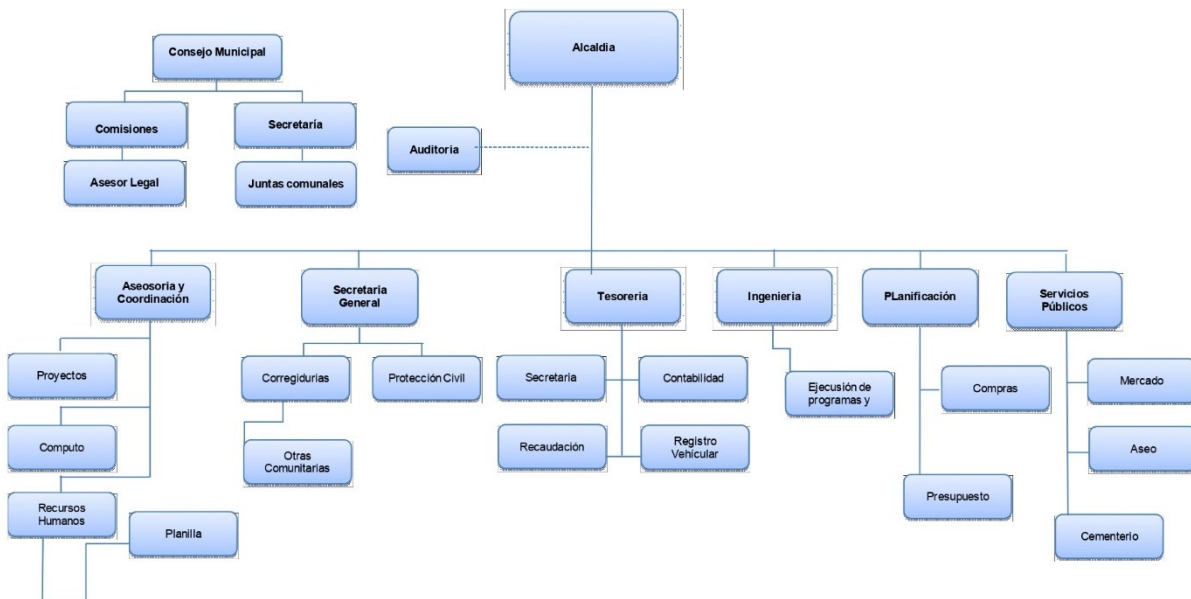 Consejo Municipal
Alcaldia
Comisiones
Secretaría
Auditoria
Asesor Legal
Juntas comunales
Aseosoria y
Coordinación
Secretaria
General
Tesoreria
Ingenieria
PLanificación
Servicios
Públicos
Proyectos
Corregidurias
Protección Civil
Secretaria
Contabilidad
Ejecusión de
programas y
Compras
Mercado
Computo
Otras
Comunitarias
Recaudación
Registro
Vehícular
Aseo
Recursos
Humanos
Planilla
Presupuesto
Cementerio